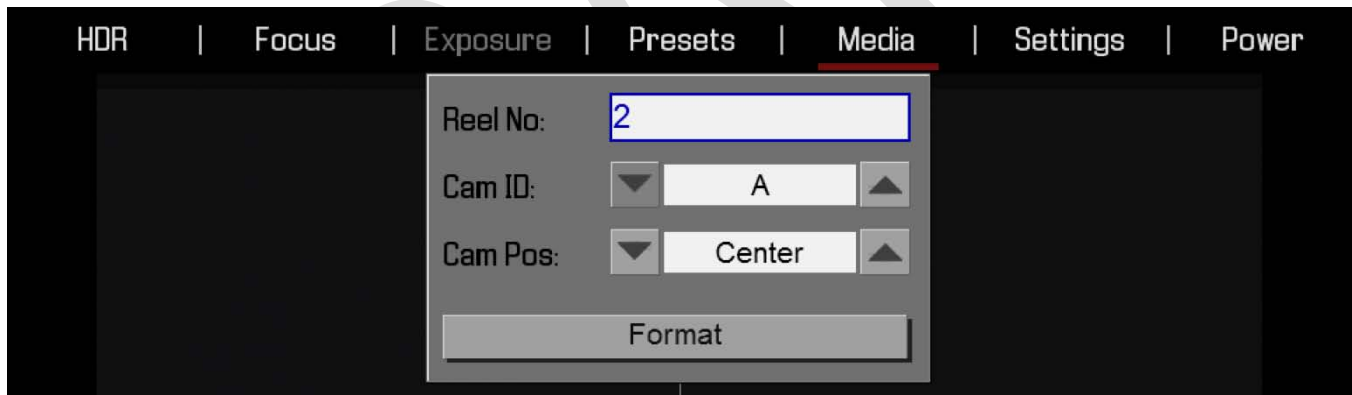 HDR | Focus | Exposure | Presets | Media | Settings | Power
Reel No: 2
Cam ID: A
Cam Pos: Center
Format